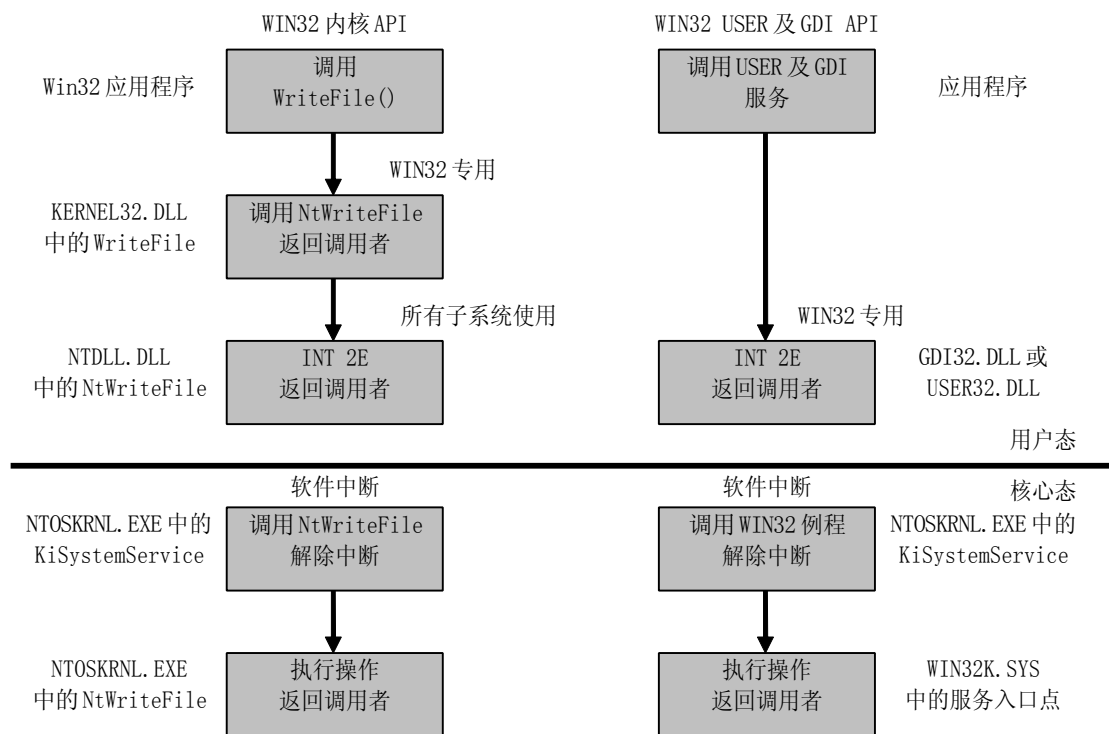 WIN32 内核 API
WIN32 USER 及 GDI API
Win32 应用程序
调用
WriteFile()
调用 USER 及 GDI
服务
应用程序
WIN32 专用
KERNEL32.DLL
中的 WriteFile
调用 NtWriteFile
返回调用者
所有子系统使用
WIN32 专用
NTDLL.DLL
中的 NtWriteFile
INT 2E
返回调用者
INT 2E
返回调用者
GDI32.DLL 或
USER32.DLL
用户态
软件中断
软件中断
核心态
NTOSKRNL.EXE 中的
KiSystemService
调用 NtWriteFile
解除中断
调用 WIN32 例程
解除中断
NTOSKRNL.EXE 中的
KiSystemService
NTOSKRNL.EXE
中的 NtWriteFile
执行操作
返回调用者
执行操作
返回调用者
WIN32K.SYS
中的服务入口点